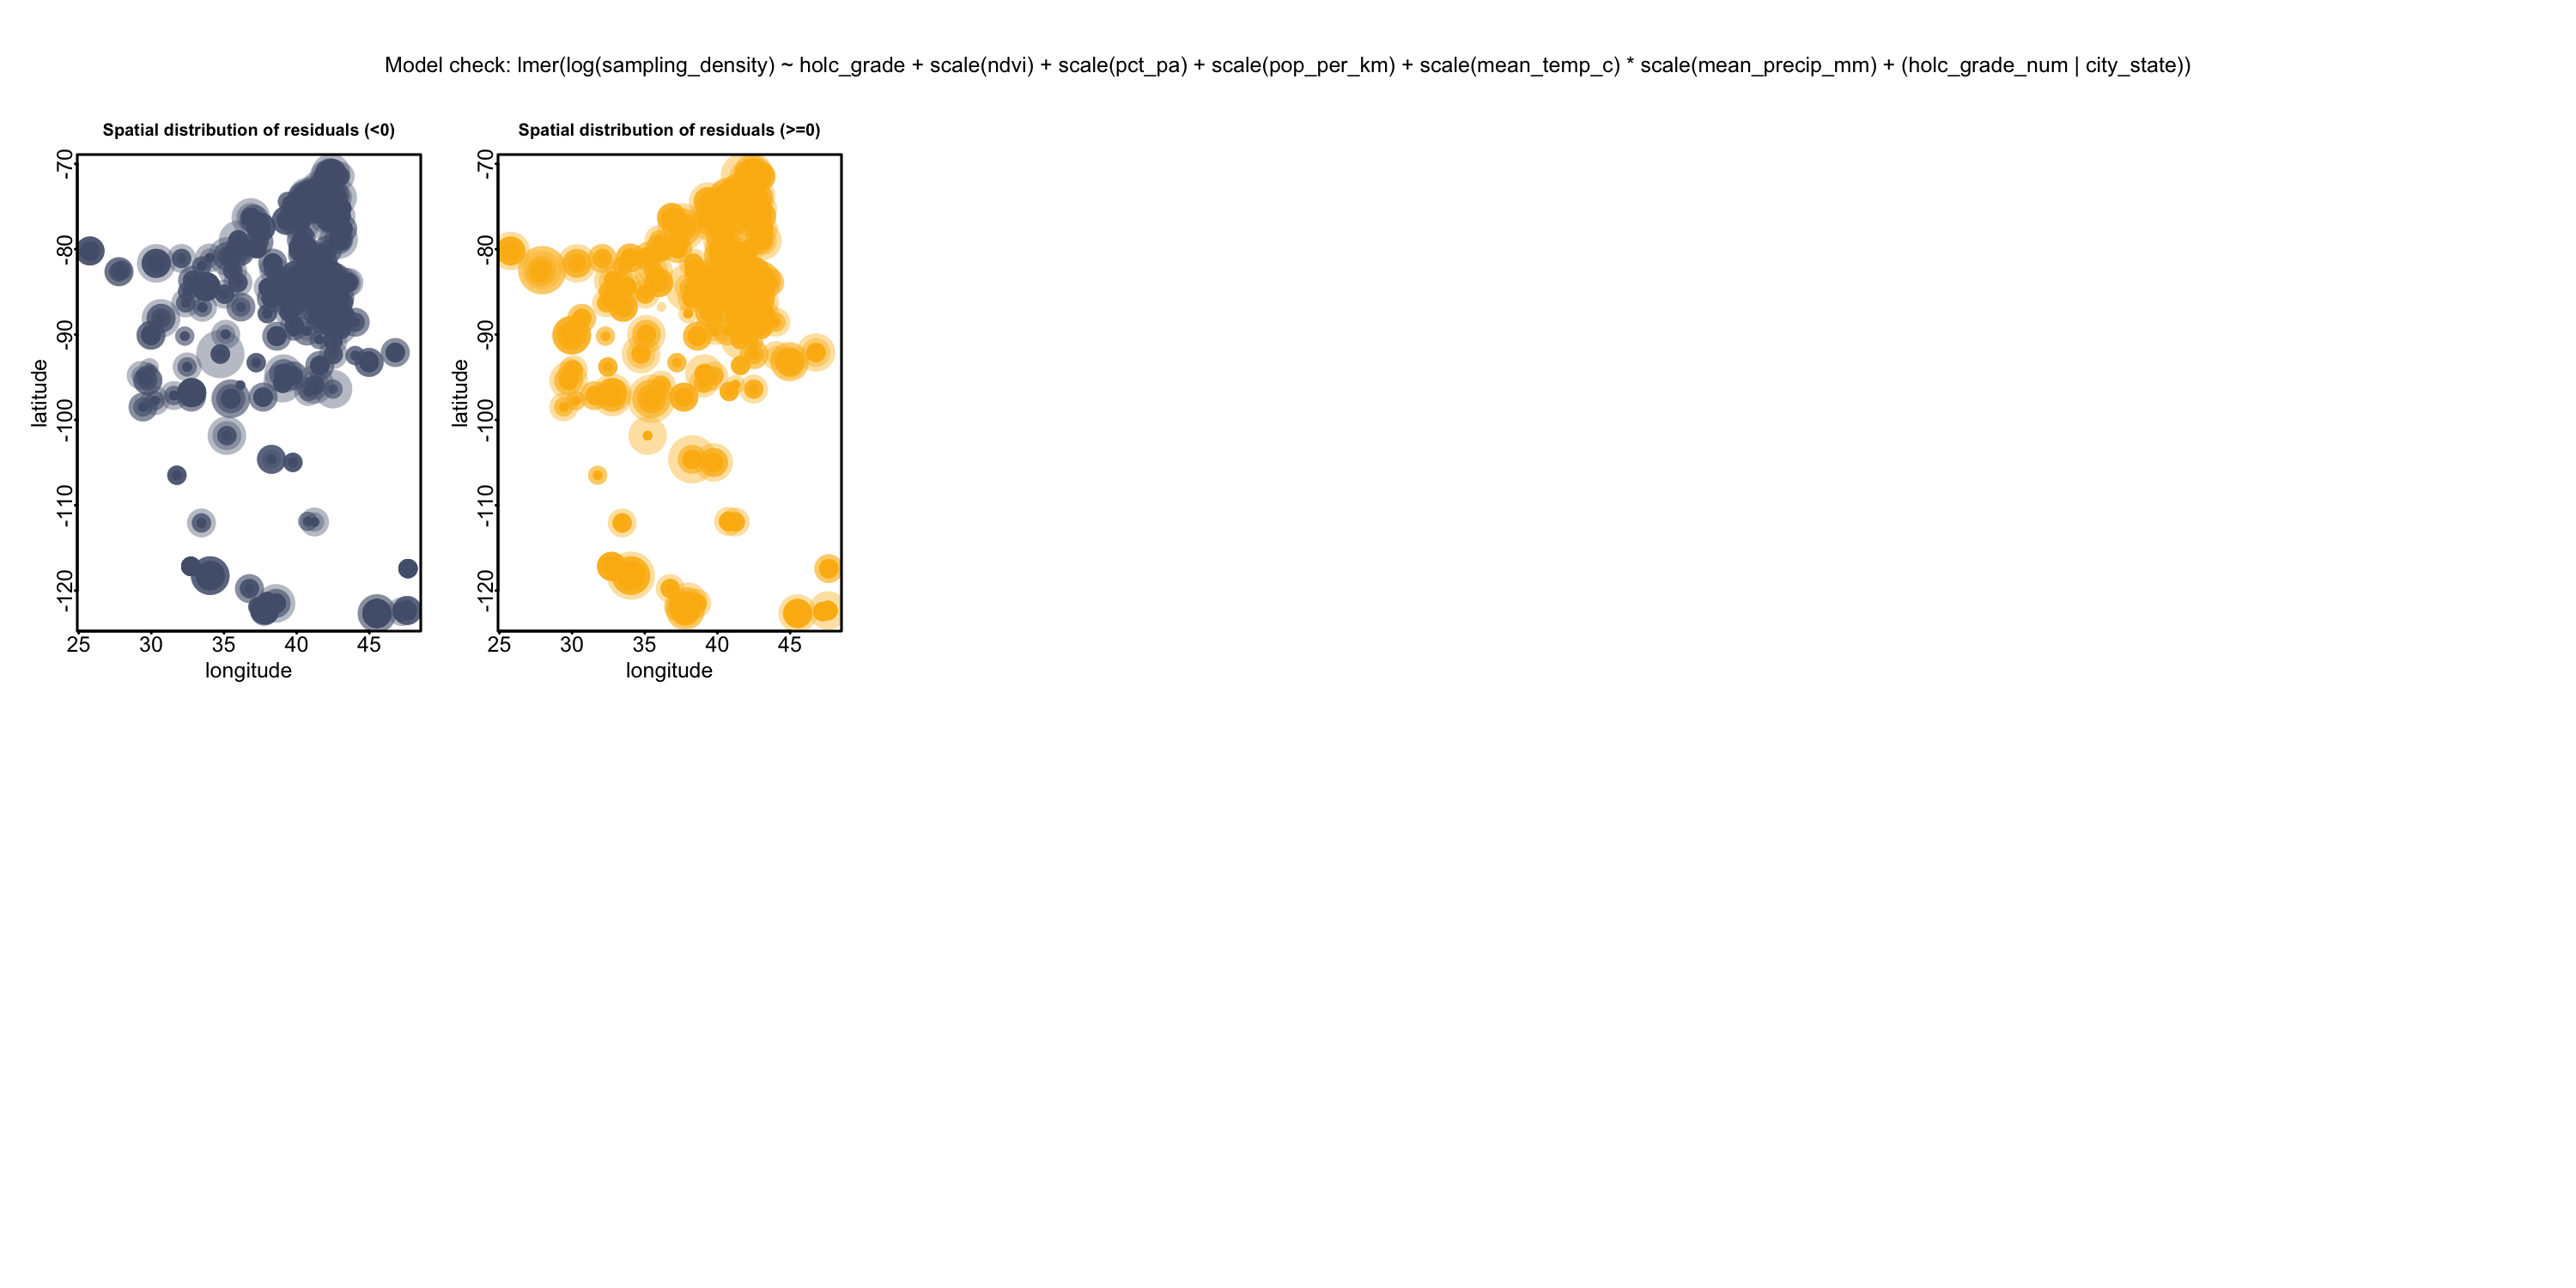 Model check: lmer(log(sampling_density) ~ holc_grade + scale(ndvi) + scale(pct_pa) + scale(pop_per_km) + scale(mean_temp_c) * scale(mean_precip_mm) + (holc_grade_num | city_state))
Spatial distribution of residuals (<0)
-70
-80
-90
-100
-110
-120
latitude
25 30 35 40 45
longitude
Spatial distribution of residuals (>=0)
-70
-80
-90
-100
-110
-120
latitude
25 30 35 40 45
longitude